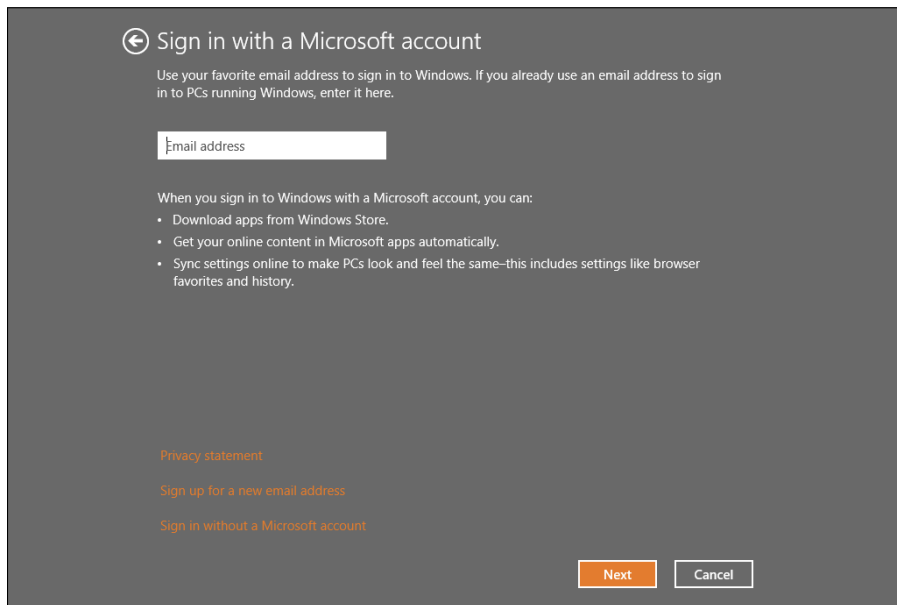 Sign in with a Microsoft account
Use your favorite email address to sign in to Windows. If you already use an email address to sign
in to PCs running Windows, enter it here.
Email address
When you sign in to Windows with a Microsoft account, you can:
• Download apps from Windows Store.
• Get your online content in Microsoft apps automatically.
• Sync settings online to make PCs look and feel the same–this includes settings like browser
favorites and history.
Privacy statement
Sign up for a new email address
Sign in without a Microsoft account
Next Cancel